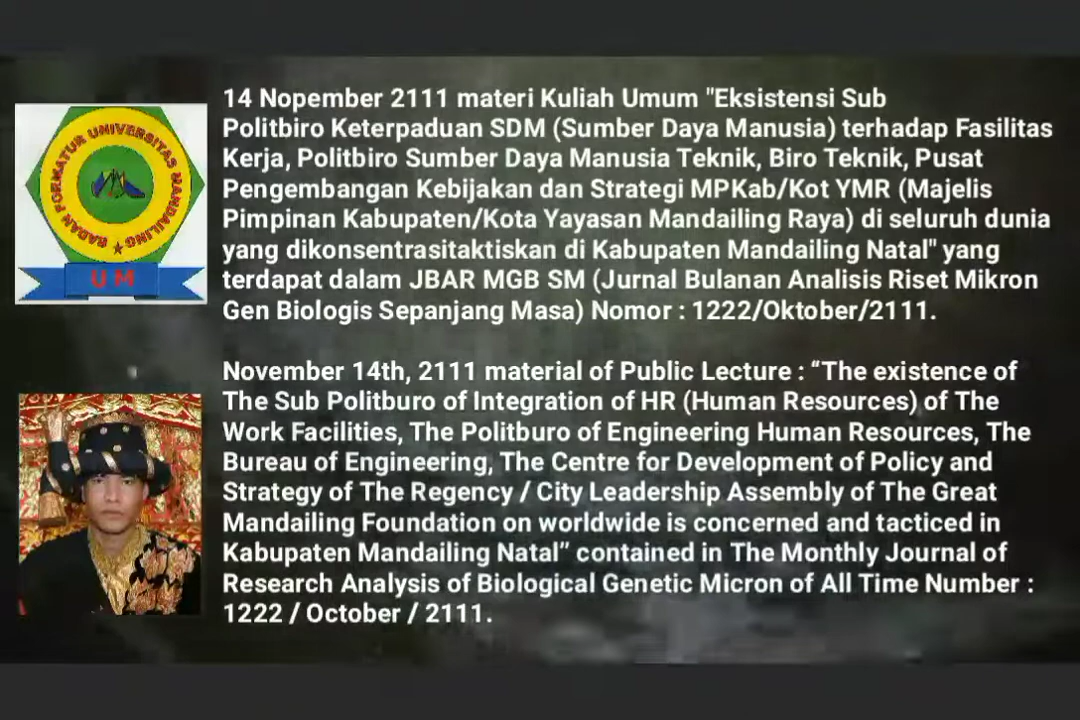 BADAN FORMATUR UNIVERSITAS MANDAILING
UM
14 Nopember 2111 materi Kuliah Umum "Eksistensi Sub
Politbiro Keterpaduan SDM (Sumber Daya Manusia) terhadap Fasilitas
Kerja, Politbiro Sumber Daya Manusia Teknik, Biro Teknik, Pusat
Pengembangan Kebijakan dan Strategi MPKab/Kot YMR (Majelis
Pimpinan Kabupaten/Kota Yayasan Mandailing Raya) di seluruh dunia
yang dikonsentrasitaktiskan di Kabupaten Mandailing Natal" yang
terdapat dalam JBAR MGB SM (Jurnal Bulanan Analisis Riset Mikron
Gen Biologis Sepanjang Masa) Nomor : 1222/Oktober/2111.
November 14th, 2111 material of Public Lecture : “The existence of
The Sub Politburo of Integration of HR (Human Resources) of The
Work Facilities, The Politburo of Engineering Human Resources, The
Bureau of Engineering, The Centre for Development of Policy and
Strategy of The Regency / City Leadership Assembly of The Great
Mandailing Foundation on worldwide is concerned and tacticed in
Kabupaten Mandailing Natal” contained in The Monthly Journal of
Research Analysis of Biological Genetic Micron of All Time Number :
1222 / October / 2111.